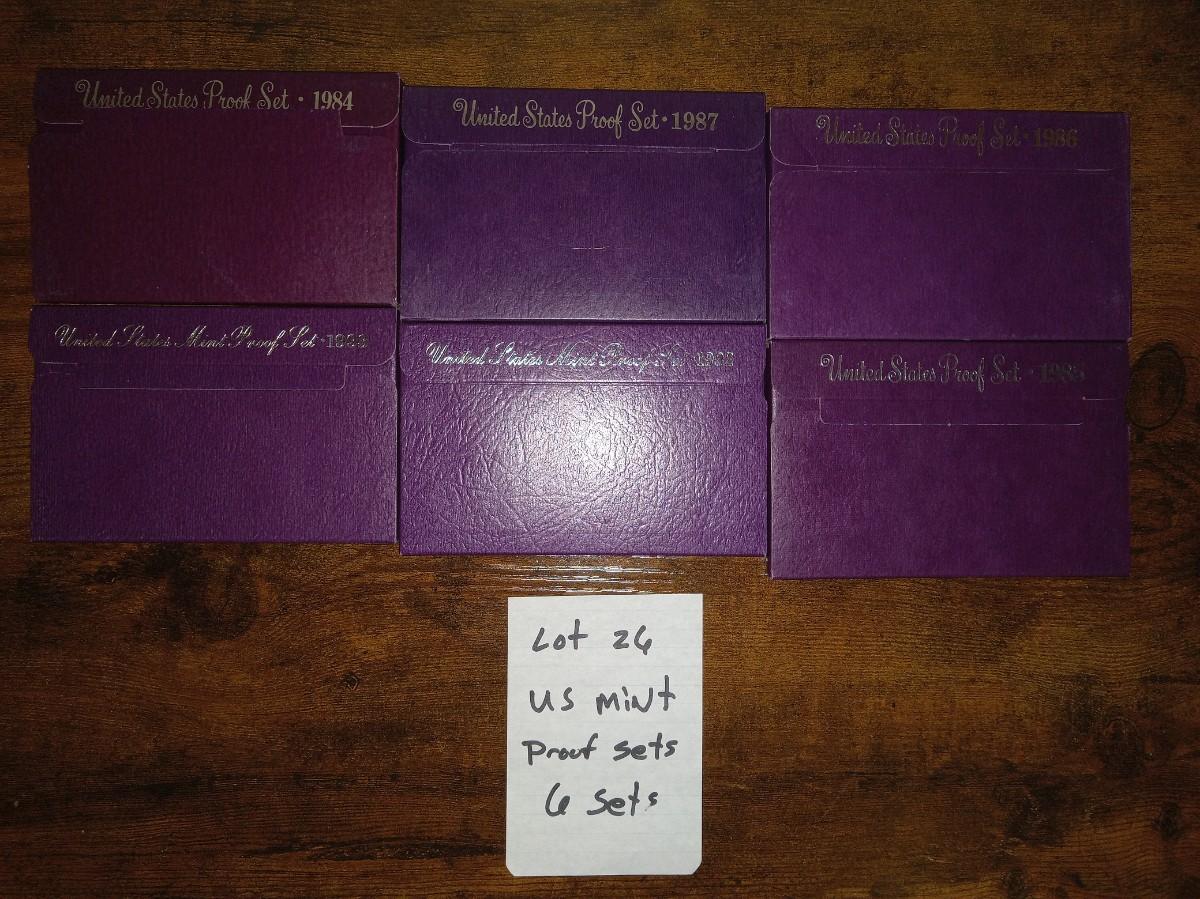 United States Proof Set · 1984
United States Proof Set · 1987
United States Proof Set · 1986
United States Mint Proof Set ·
United States Mint Proof Set ·
United States Proof Set ·
Lot 26
US MiNt
Proof sets
6 Sets